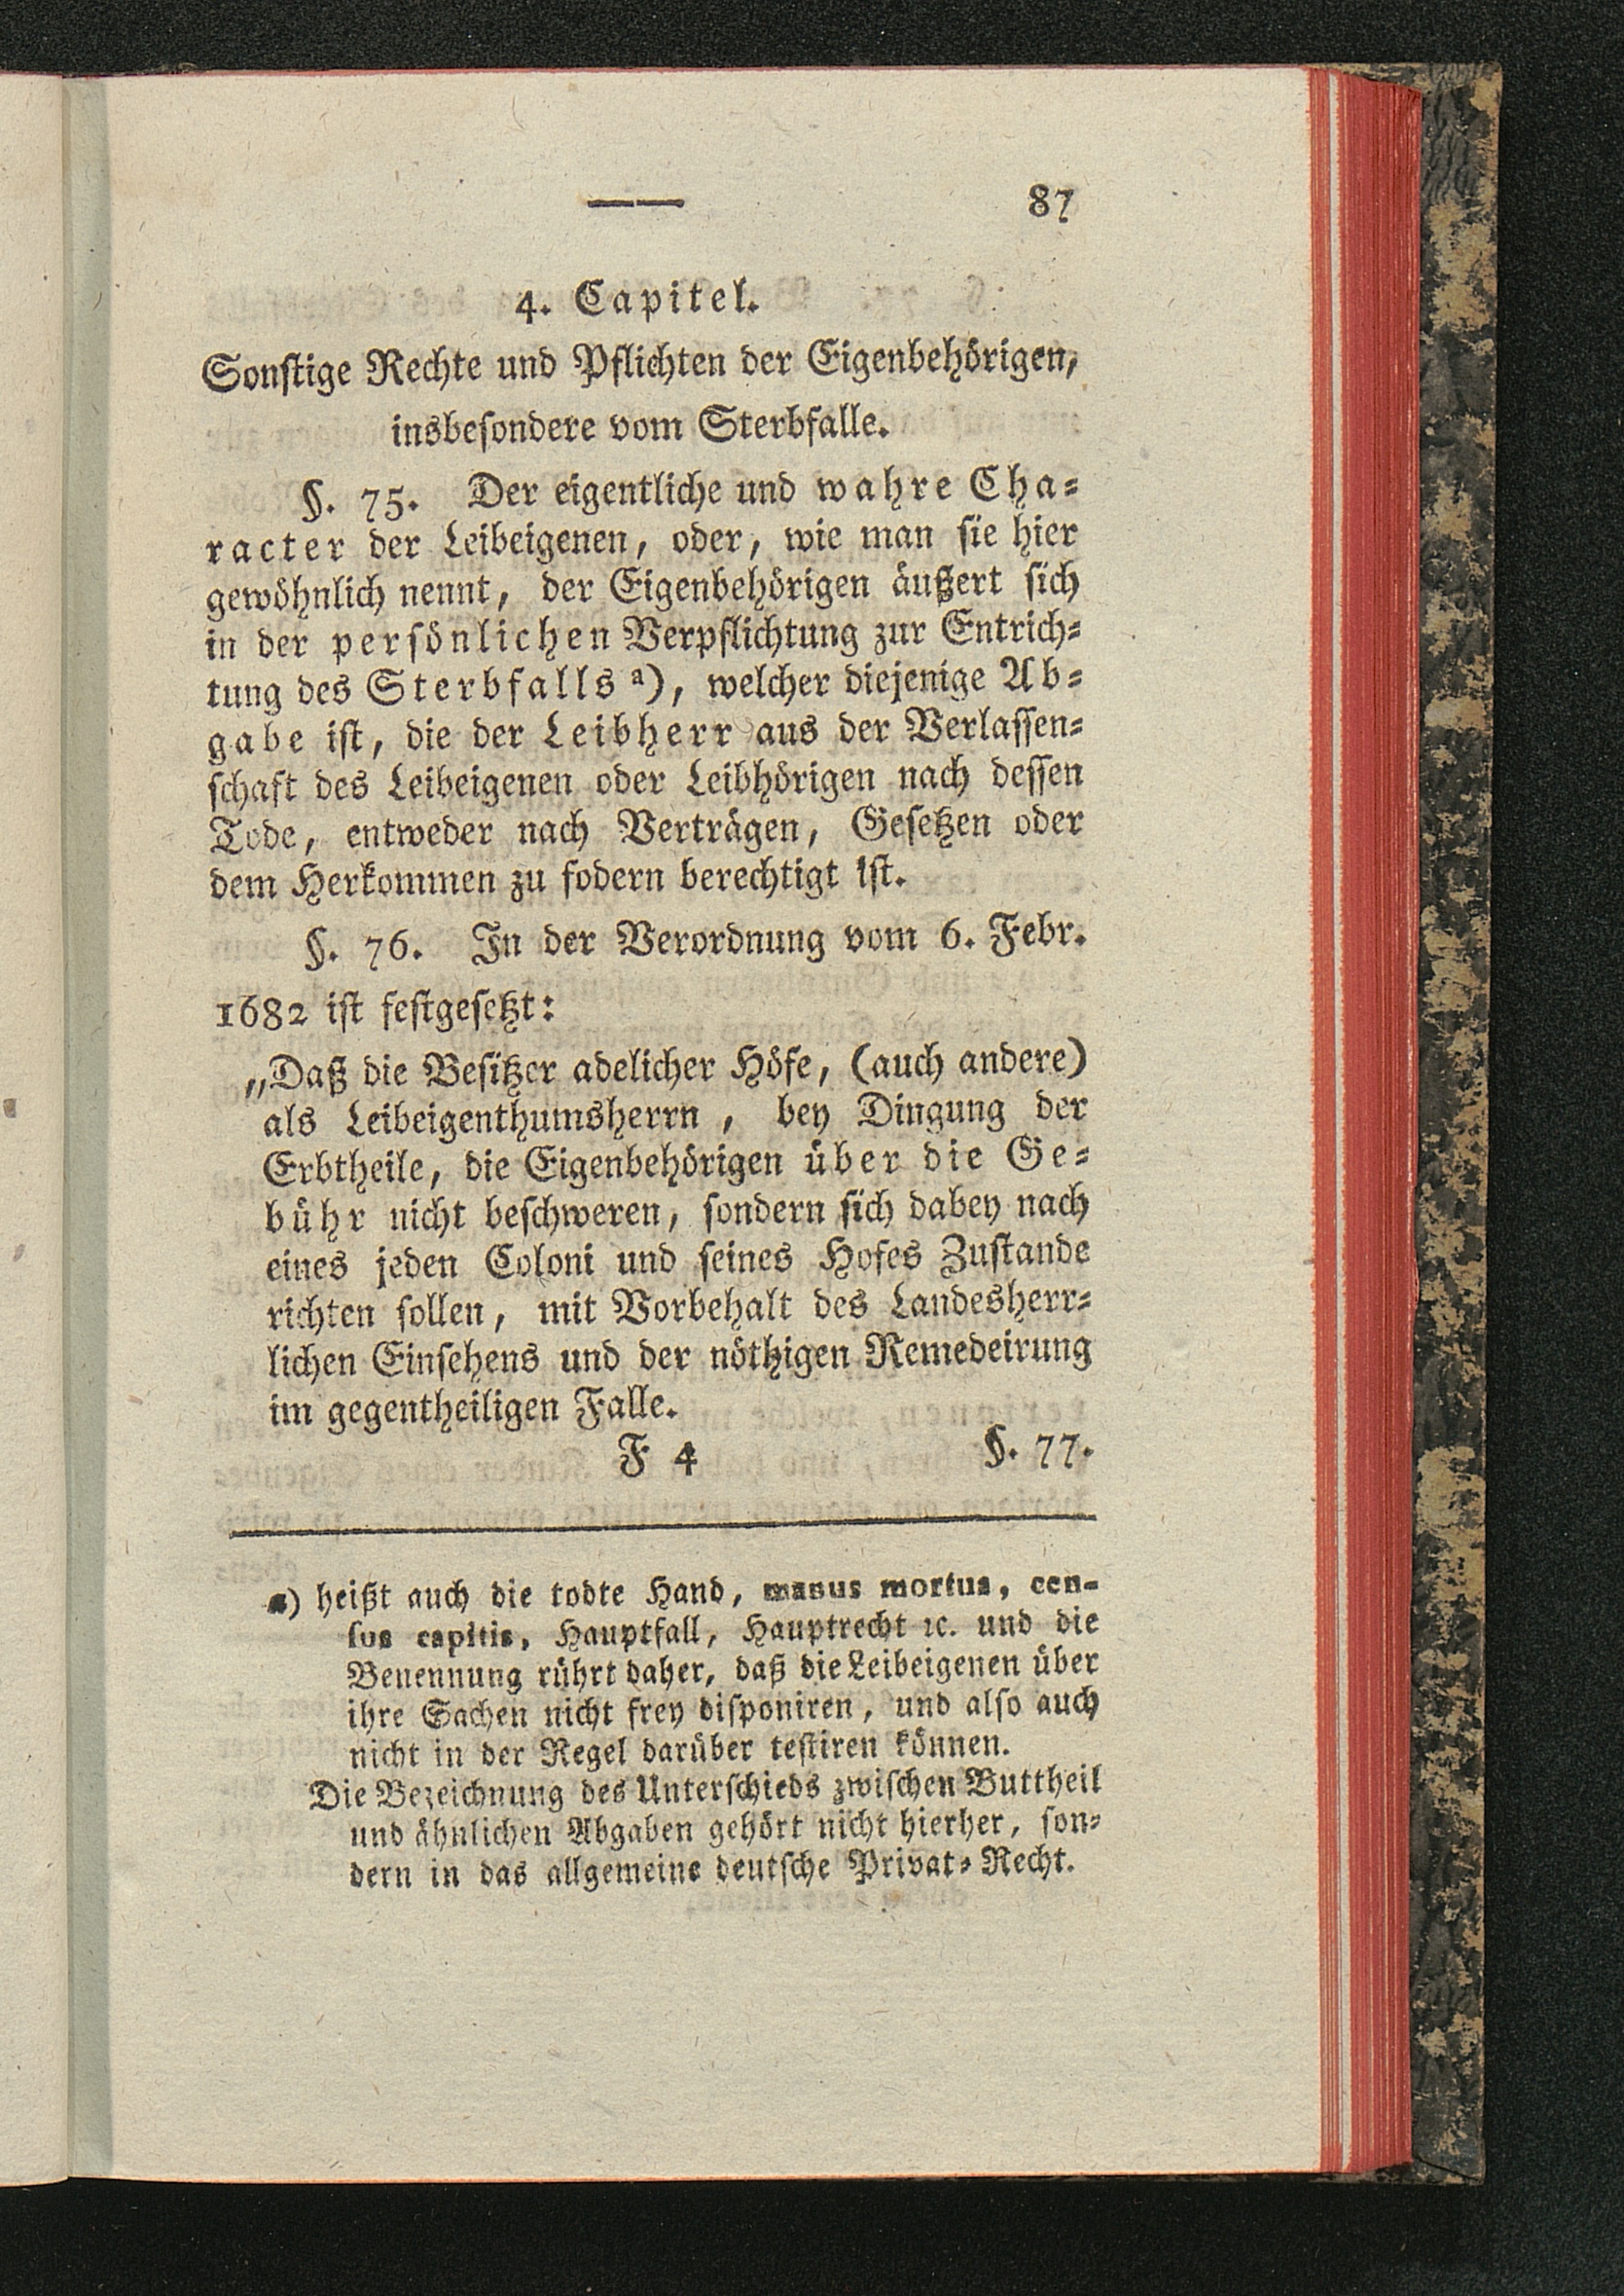 87
4. Capitel.
Sonstige Rechte und Pflichten der Eigenbehörigen,
insbesondere vom Sterbfalle.
§. 75. Der eigentliche und wahre Cha-
racter der Leibeigenen, oder, wie man sie hier
gewöhnlich nennt, der Eigenbehörigen äußert sich
in der persönlichen Verpflichtung zur Entrich-
tung des Sterbfalls a), welcher diejenige Ab-
gabe ist, die der Leibherr aus der Verlassen-
schaft des Leibeigenen oder Leibhörigen nach dessen
Tode, entweder nach Verträgen, Gesetzen oder
dem Herkommen zu fodern berechtigt ist.
§. 76. In der Verordnung vom 6. Febr.
1682 ist festgesetzt:
„Daß die Besitzer adelicher Höfe, (auch andere)
als Leibeigenthumsherrn, bey Dingung der
Erbtheile, die Eigenbehörigen über die Ge-
bühr nicht beschweren, sondern sich dabey nach
eines jeden Coloni und seines Hofes Zustande
richten sollen, mit Vorbehalt des Landesherr-
lichen Einsehens und der nöthigen Remedeirung
im gegentheiligen Falle.
F 4 §. 77.
a) heißt auch die todte Hand, manus mortua, cen-
sus capitis, Hauptfall, Hauptrecht ꝛc. und die
Benennung rührt daher, daß die Leibeigenen über
ihre Sachen nicht frey disponiren, und also auch
nicht in der Regel darüber testiren können.
Die Bezeichnung des Unterschieds zwischen Buttheil
und ähnlichen Abgaben gehört nicht hierher, son-
dern in das allgemeine deutsche Privat-Recht.